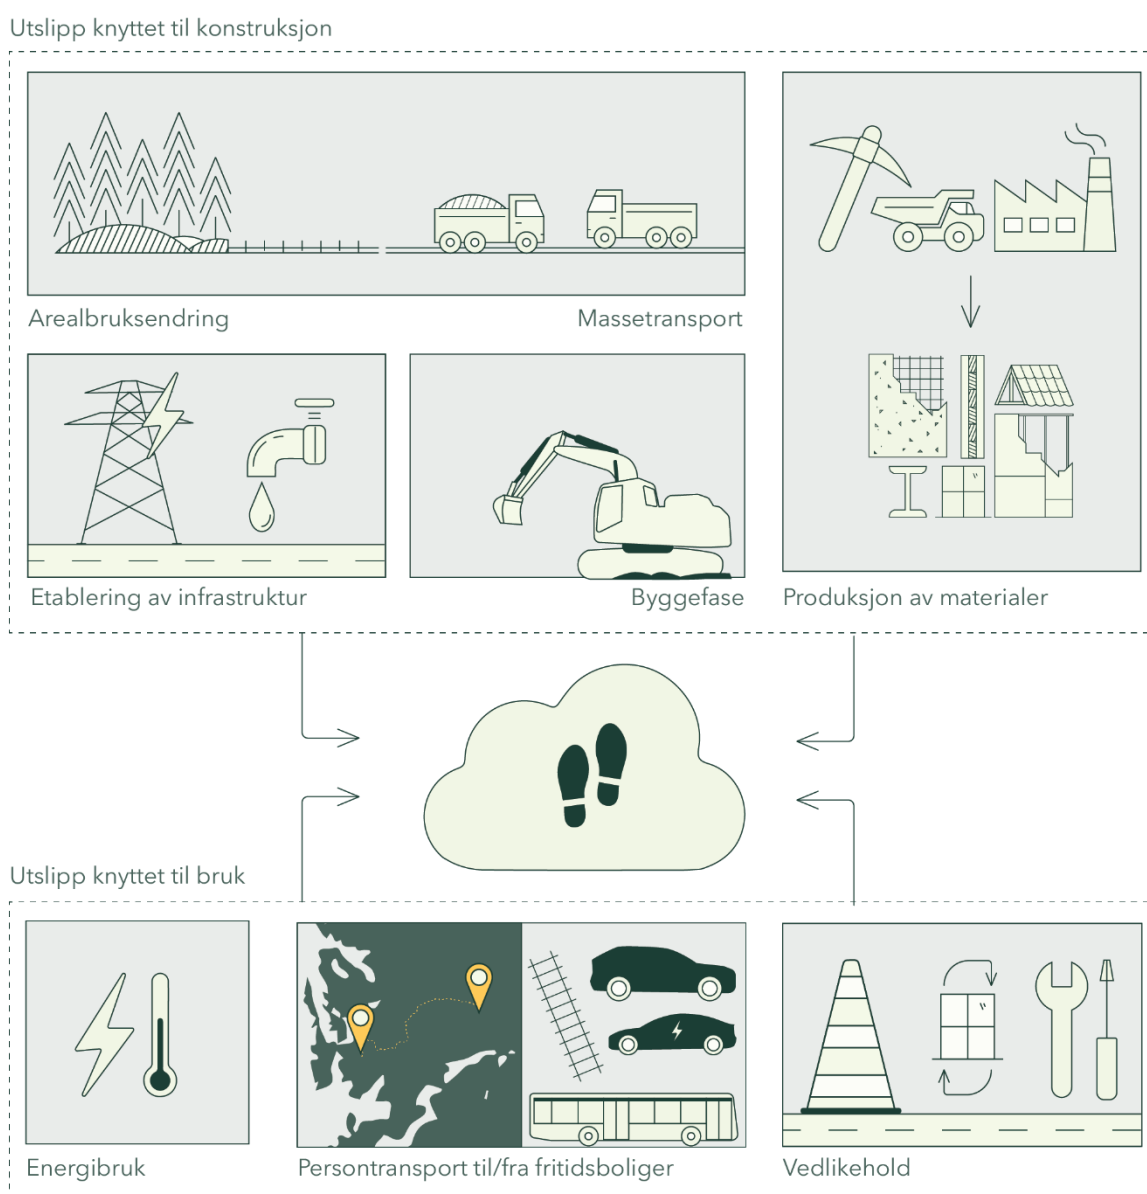 Utslipp knyttet til konstruksjon
Arealbruksendring
Massetransport
Etablering av infrastruktur
Byggefase
Produksjon av materialer
Utslipp knyttet til bruk
Energibruk
Persontransport til/fra fritidsboliger
Vedlikehold